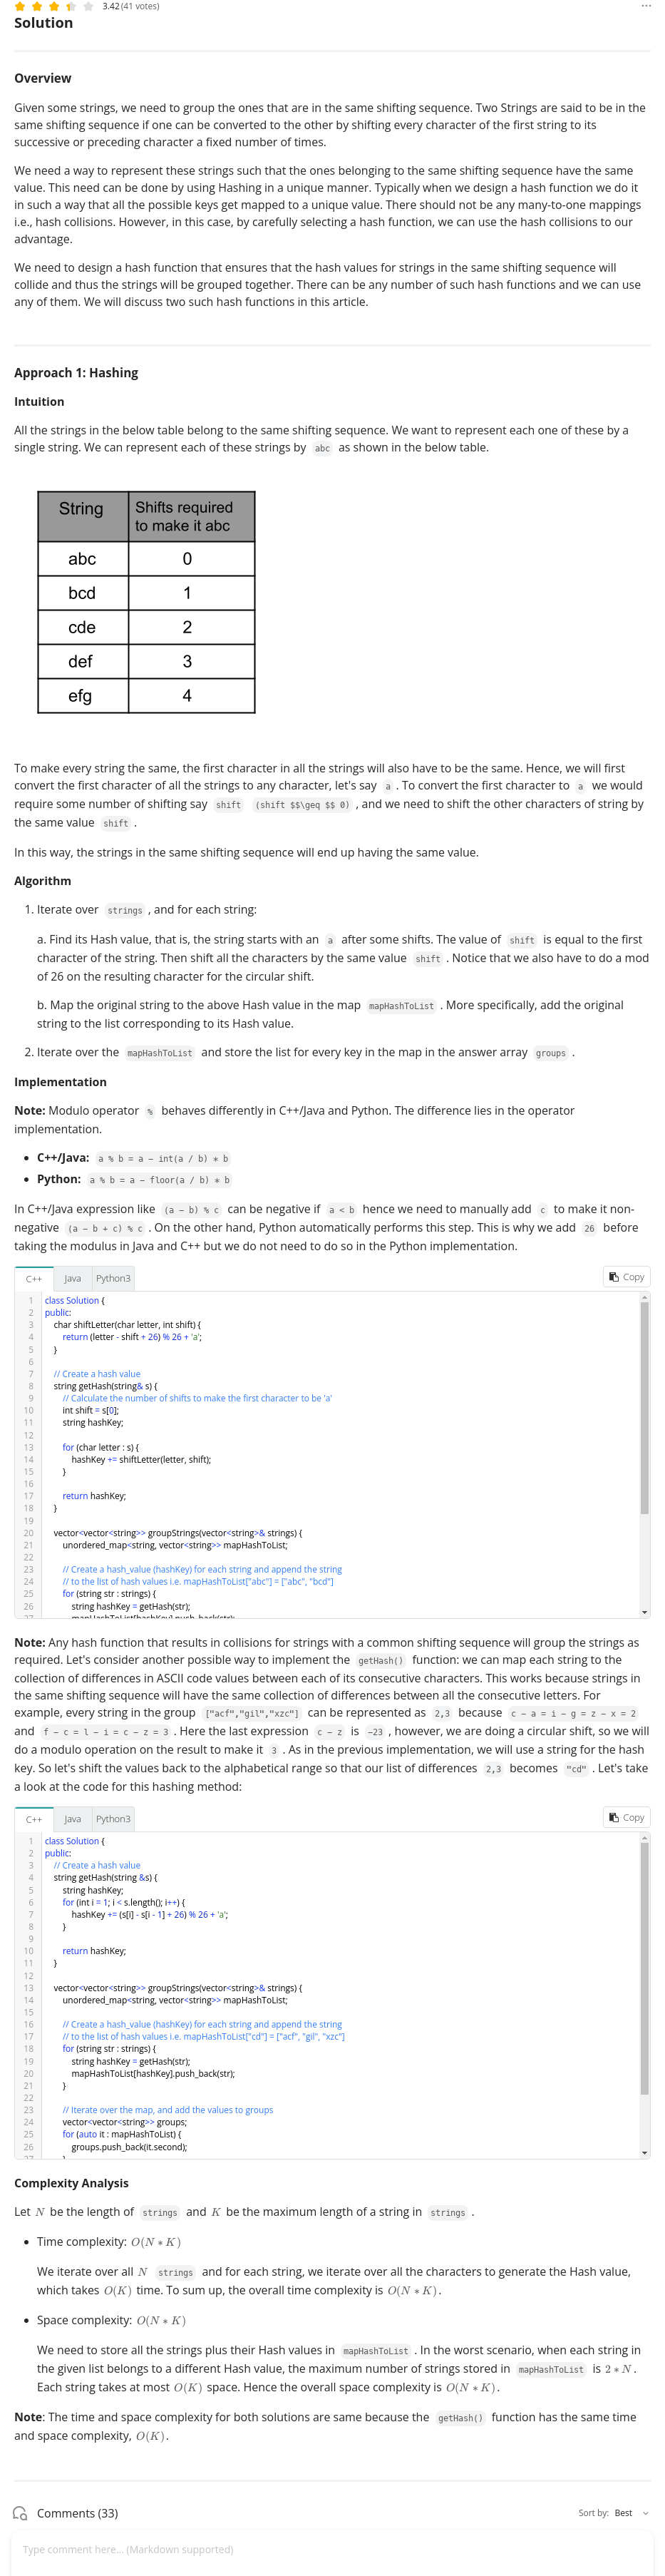 3.42 (41 votes)
Solution
Overview
Given some strings, we need to group the ones that are in the same shifting sequence. Two Strings are said to be in the
same shifting sequence if one can be converted to the other by shifting every character of the first string to its
successive or preceding character a fixed number of times.
We need a way to represent these strings such that the ones belonging to the same shifting sequence have the same
value. This need can be done by using Hashing in a unique manner. Typically when we design a hash function we do it
in such a way that all the possible keys get mapped to a unique value. There should not be any many-to-one mappings
i.e., hash collisions. However, in this case, by carefully selecting a hash function, we can use the hash collisions to our
advantage.
We need to design a hash function that ensures that the hash values for strings in the same shifting sequence will
collide and thus the strings will be grouped together. There can be any number of such hash functions and we can use
any of them. We will discuss two such hash functions in this article.
Approach 1: Hashing
Intuition
All the strings in the below table belong to the same shifting sequence. We want to represent each one of these by a
single string. We can represent each of these strings by abc as shown in the below table.
String Shifts required
to make it abc
abc 0
bcd 1
cde 2
def 3
efg 4
To make every string the same, the first character in all the strings will also have to be the same. Hence, we will first
convert the first character of all the strings to any character, let's say a . To convert the first character to a we would
require some number of shifting say shift (shift $$\geq $$ 0) , and we need to shift the other characters of string by
the same value shift .
In this way, the strings in the same shifting sequence will end up having the same value.
Algorithm
1. Iterate over strings , and for each string:
a. Find its Hash value, that is, the string starts with an a after some shifts. The value of shift is equal to the first
character of the string. Then shift all the characters by the same value shift . Notice that we also have to do a mod
of 26 on the resulting character for the circular shift.
b. Map the original string to the above Hash value in the map mapHashToList . More specifically, add the original
string to the list corresponding to its Hash value.
2. Iterate over the mapHashToList and store the list for every key in the map in the answer array groups .
Implementation
Note: Modulo operator % behaves differently in C++/Java and Python. The difference lies in the operator
implementation.
• C++/Java: a % b = a − int(a / b) ∗ b
• Python: a % b = a − floor(a / b) ∗ b
In C++/Java expression like (a − b) % c can be negative if a < b hence we need to manually add c to make it non-
negative (a − b + c) % c . On the other hand, Python automatically performs this step. This is why we add 26 before
taking the modulus in Java and C++ but we do not need to do so in the Python implementation.
C++ Java Python3 Copy
1 class Solution {
2 public:
3 char shiftLetter(char letter, int shift) {
4 return (letter - shift + 26) % 26 + 'a';
5 }
6
7 // Create a hash value
8 string getHash(string& s) {
9 // Calculate the number of shifts to make the first character to be 'a'
10 int shift = s[0];
11 string hashKey;
12
13 for (char letter : s) {
14 hashKey += shiftLetter(letter, shift);
15 }
16
17 return hashKey;
18 }
19
20 vector<vector<string>> groupStrings(vector<string>& strings) {
21 unordered_map<string, vector<string>> mapHashToList;
22
23 // Create a hash_value (hashKey) for each string and append the string
24 // to the list of hash values i.e. mapHashToList["abc"] = ["abc", "bcd"]
25 for (string str : strings) {
26 string hashKey = getHash(str);
27 mapHashToList[hashKey].push_back(str);
Note: Any hash function that results in collisions for strings with a common shifting sequence will group the strings as
required. Let's consider another possible way to implement the getHash() function: we can map each string to the
collection of differences in ASCII code values between each of its consecutive characters. This works because strings in
the same shifting sequence will have the same collection of differences between all the consecutive letters. For
example, every string in the group ["acf","gil","xzc"] can be represented as 2,3 because c − a = i − g = z − x = 2
and f − c = l − i = c − z = 3 . Here the last expression c − z is −23 , however, we are doing a circular shift, so we will
do a modulo operation on the result to make it 3 . As in the previous implementation, we will use a string for the hash
key. So let's shift the values back to the alphabetical range so that our list of differences 2,3 becomes "cd" . Let's take
a look at the code for this hashing method:
C++ Java Python3 Copy
1 class Solution {
2 public:
3 // Create a hash value
4 string getHash(string &s) {
5 string hashKey;
6 for (int i = 1; i < s.length(); i++) {
7 hashKey += (s[i] - s[i - 1] + 26) % 26 + 'a';
8 }
9
10 return hashKey;
11 }
12
13 vector<vector<string>> groupStrings(vector<string>& strings) {
14 unordered_map<string, vector<string>> mapHashToList;
15
16 // Create a hash_value (hashKey) for each string and append the string
17 // to the list of hash values i.e. mapHashToList["cd"] = ["acf", "gil", "xzc"]
18 for (string str : strings) {
19 string hashKey = getHash(str);
20 mapHashToList[hashKey].push_back(str);
21 }
22
23 // Iterate over the map, and add the values to groups
24 vector<vector<string>> groups;
25 for (auto it : mapHashToList) {
26 groups.push_back(it.second);
27 }
Complexity Analysis
Let N be the length of strings and K be the maximum length of a string in strings .
• Time complexity: O(N ∗ K)
We iterate over all N strings and for each string, we iterate over all the characters to generate the Hash value,
which takes O(K) time. To sum up, the overall time complexity is O(N ∗ K).
• Space complexity: O(N ∗ K)
We need to store all the strings plus their Hash values in mapHashToList . In the worst scenario, when each string in
the given list belongs to a different Hash value, the maximum number of strings stored in mapHashToList is 2 ∗ N.
Each string takes at most O(K) space. Hence the overall space complexity is O(N ∗ K).
Note: The time and space complexity for both solutions are same because the getHash() function has the same time
and space complexity, O(K).
Comments (33) Sort by: Best
Type comment here... (Markdown supported)